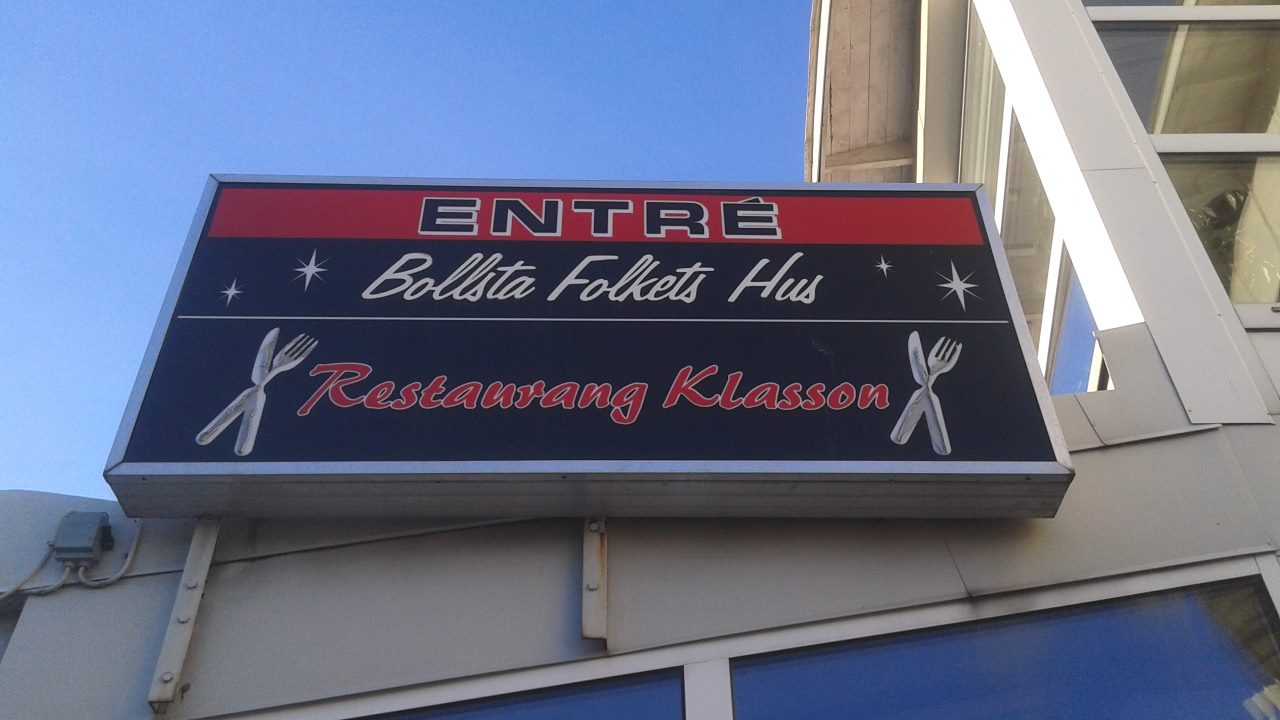 ENTRÉ
Bollsta Folkets Hus
Restaurang Klasson